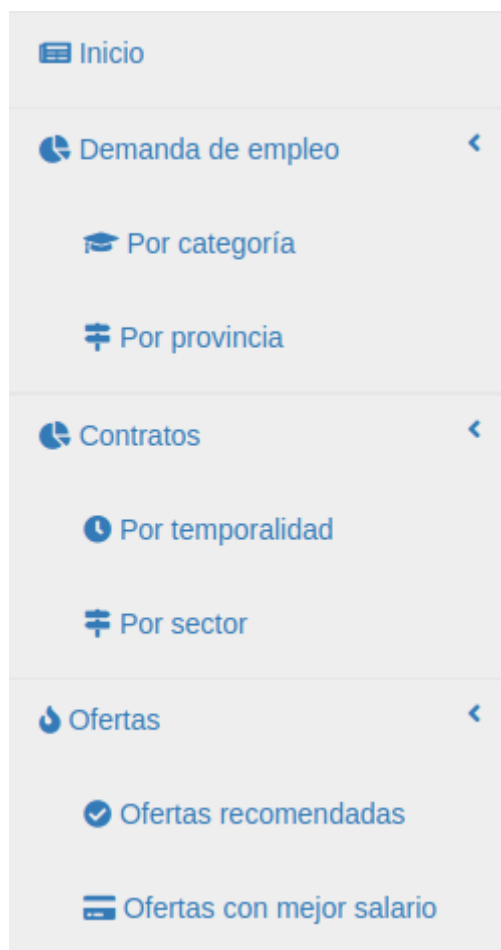 Inicio
Demanda de empleo
Por categoría
Por provincia
Contratos
Por temporalidad
Por sector
Ofertas
Ofertas recomendadas
Ofertas con mejor salario